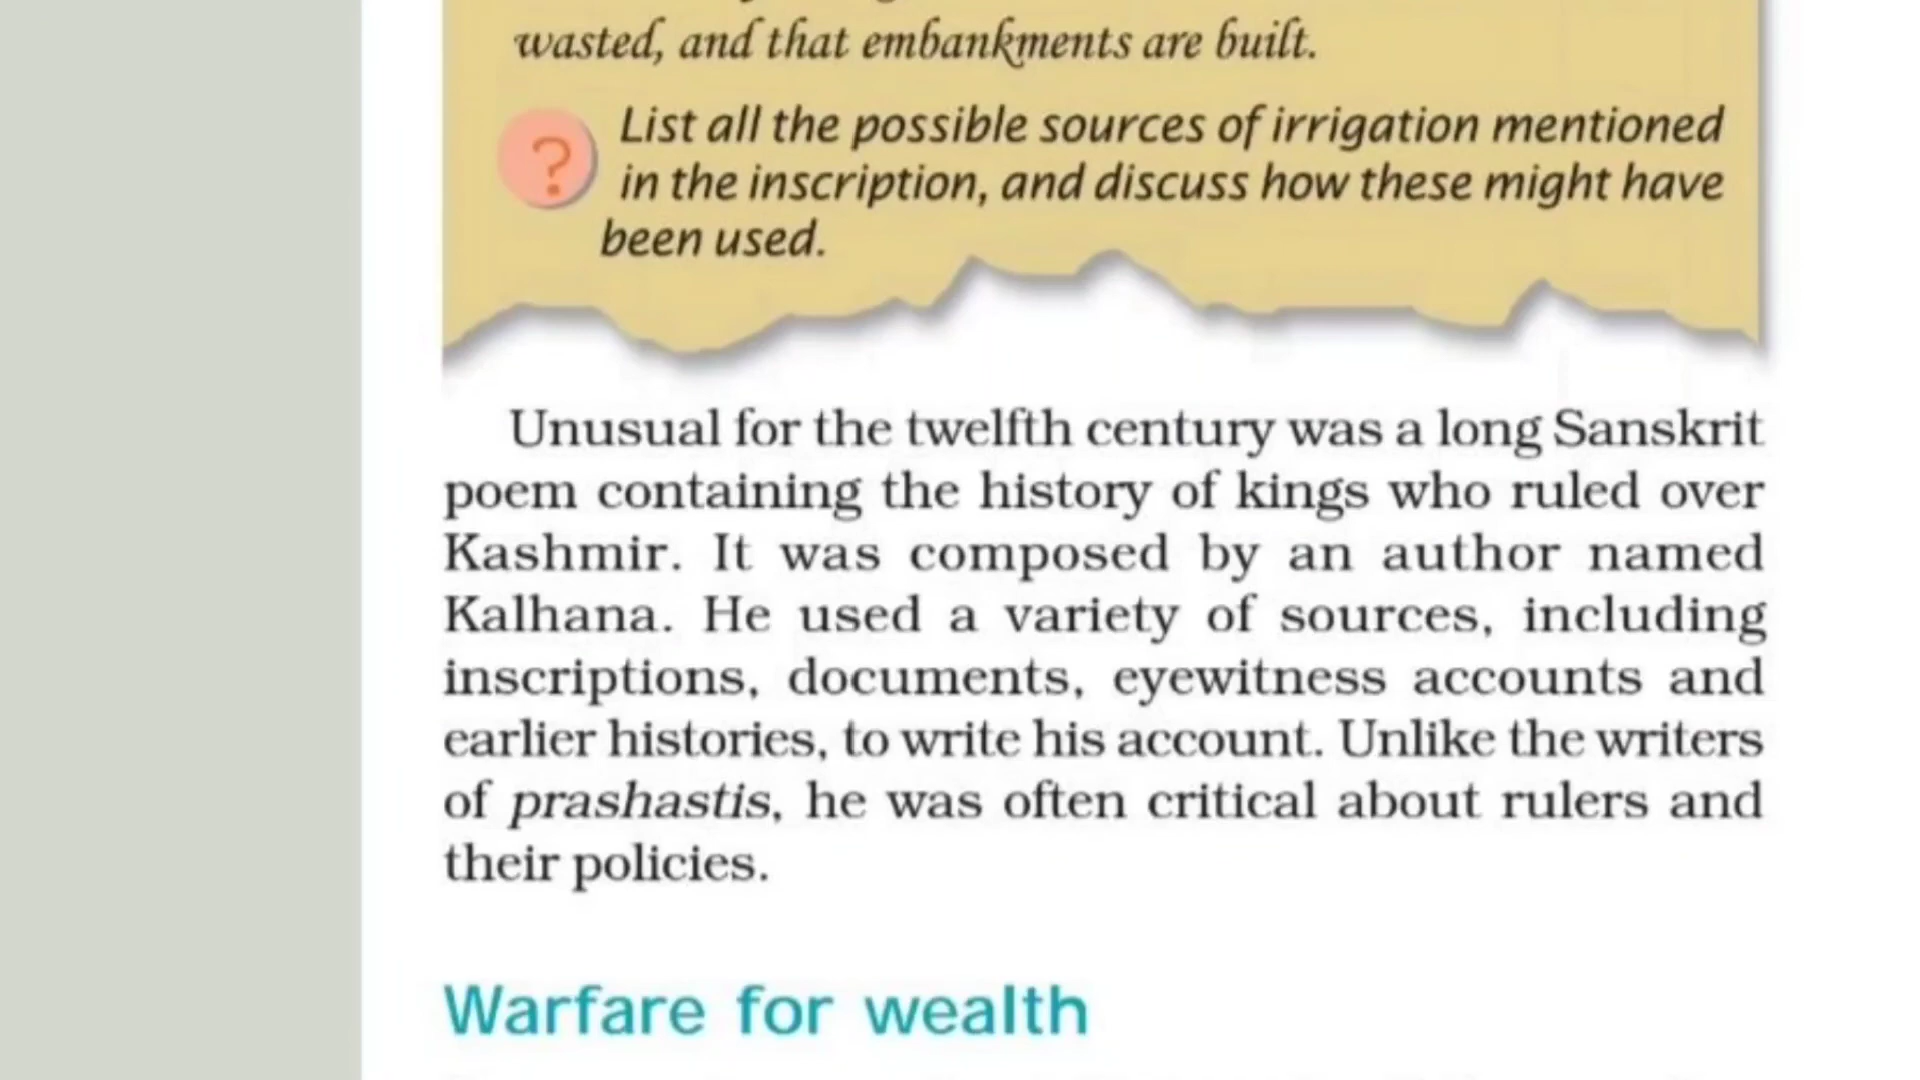 wasted, and that embankments are built.
?
List all the possible sources of irrigation mentioned
in the inscription, and discuss how these might have
been used.
Unusual for the twelfth century was a long Sanskrit
poem containing the history of kings who ruled over
Kashmir. It was composed by an author named
Kalhana. He used a variety of sources, including
inscriptions, documents, eyewitness accounts and
earlier histories, to write his account. Unlike the writers
of prashastis, he was often critical about rulers and
their policies.
Warfare for wealth